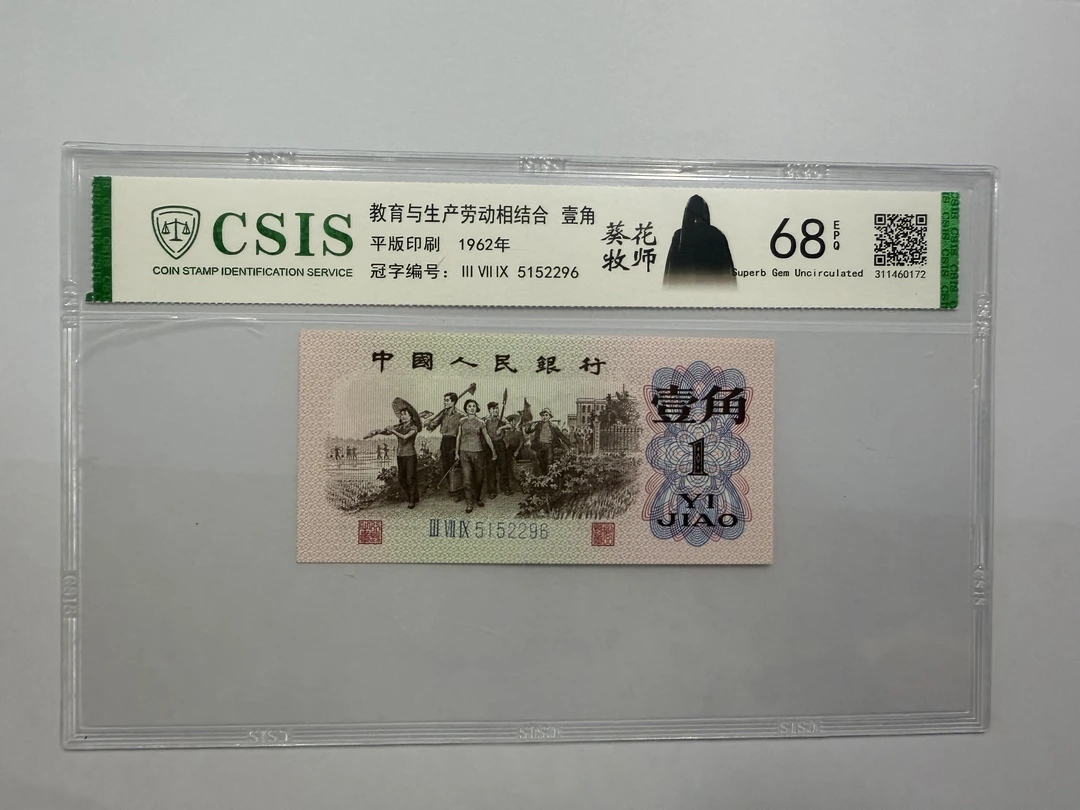 CSIS
COIN STAMP IDENTIFICATION SERVICE
教育与生产劳动相结合 壹角
平版印刷 1962年
冠字编号: III VII IX 5152296
葵花
牧师
68 EPQ
Superb Gem Uncirculated
311460172
中國人民銀行
壹角
1
YI
JIAO
III VII IX 5152296